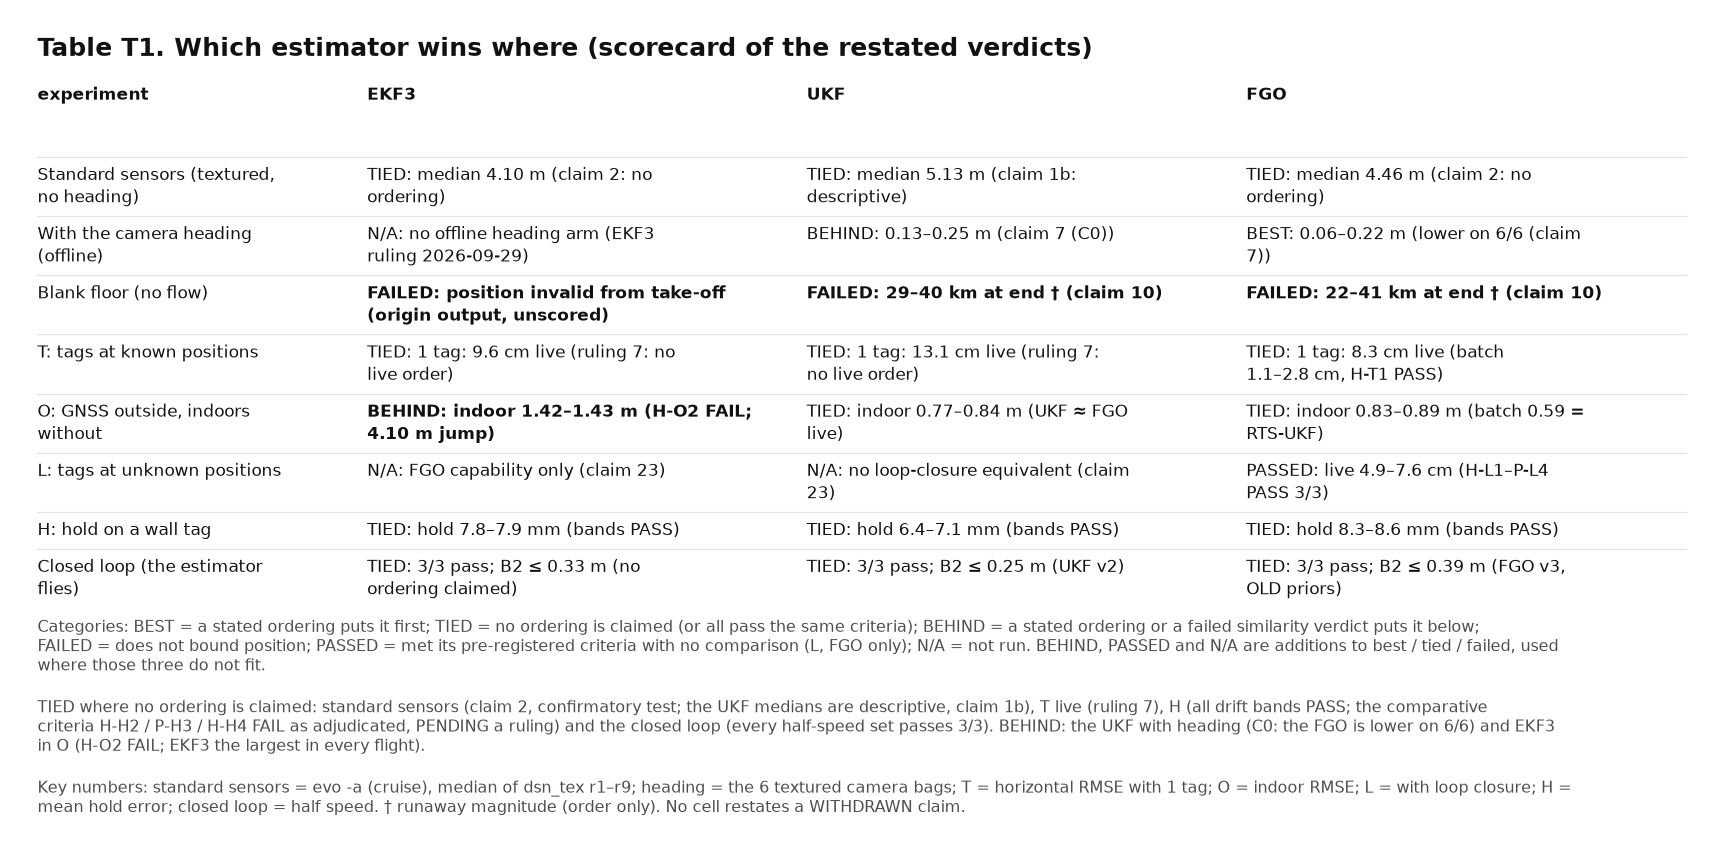 Table T1. Which estimator wins where (scorecard of the restated verdicts)
experiment EKF3 UKF FGO
Standard sensors (textured, no heading) TIED: median 4.10 m (claim 2: no ordering) TIED: median 5.13 m (claim 1b: descriptive) TIED: median 4.46 m (claim 2: no ordering)
With the camera heading (offline) N/A: no offline heading arm (EKF3 ruling 2026-09-29) BEHIND: 0.13–0.25 m (claim 7 (C0)) BEST: 0.06–0.22 m (lower on 6/6 (claim 7))
Blank floor (no flow) FAILED: position invalid from take-off (origin output, unscored) FAILED: 29–40 km at end † (claim 10) FAILED: 22–41 km at end † (claim 10)
T: tags at known positions TIED: 1 tag: 9.6 cm live (ruling 7: no live order) TIED: 1 tag: 13.1 cm live (ruling 7: no live order) TIED: 1 tag: 8.3 cm live (batch 1.1–2.8 cm, H-T1 PASS)
O: GNSS outside, indoors without BEHIND: indoor 1.42–1.43 m (H-O2 FAIL; 4.10 m jump) TIED: indoor 0.77–0.84 m (UKF ≈ FGO live) TIED: indoor 0.83–0.89 m (batch 0.59 = RTS-UKF)
L: tags at unknown positions N/A: FGO capability only (claim 23) N/A: no loop-closure equivalent (claim 23) PASSED: live 4.9–7.6 cm (H-L1–P-L4 PASS 3/3)
H: hold on a wall tag TIED: hold 7.8–7.9 mm (bands PASS) TIED: hold 6.4–7.1 mm (bands PASS) TIED: hold 8.3–8.6 mm (bands PASS)
Closed loop (the estimator flies) TIED: 3/3 pass; B2 ≤ 0.33 m (no ordering claimed) TIED: 3/3 pass; B2 ≤ 0.25 m (UKF v2) TIED: 3/3 pass; B2 ≤ 0.39 m (FGO v3, OLD priors)
Categories: BEST = a stated ordering puts it first; TIED = no ordering is claimed (or all pass the same criteria); BEHIND = a stated ordering or a failed similarity verdict puts it below;
FAILED = does not bound position; PASSED = met its pre-registered criteria with no comparison (L, FGO only); N/A = not run. BEHIND, PASSED and N/A are additions to best / tied / failed, used
where those three do not fit.
TIED where no ordering is claimed: standard sensors (claim 2, confirmatory test; the UKF medians are descriptive, claim 1b), T live (ruling 7), H (all drift bands PASS; the comparative
criteria H-H2 / P-H3 / H-H4 FAIL as adjudicated, PENDING a ruling) and the closed loop (every half-speed set passes 3/3). BEHIND: the UKF with heading (C0: the FGO is lower on 6/6) and EKF3
in O (H-O2 FAIL; EKF3 the largest in every flight).
Key numbers: standard sensors = evo -a (cruise), median of dsn_tex r1–r9; heading = the 6 textured camera bags; T = horizontal RMSE with 1 tag; O = indoor RMSE; L = with loop closure; H =
mean hold error; closed loop = half speed. † runaway magnitude (order only). No cell restates a WITHDRAWN claim.